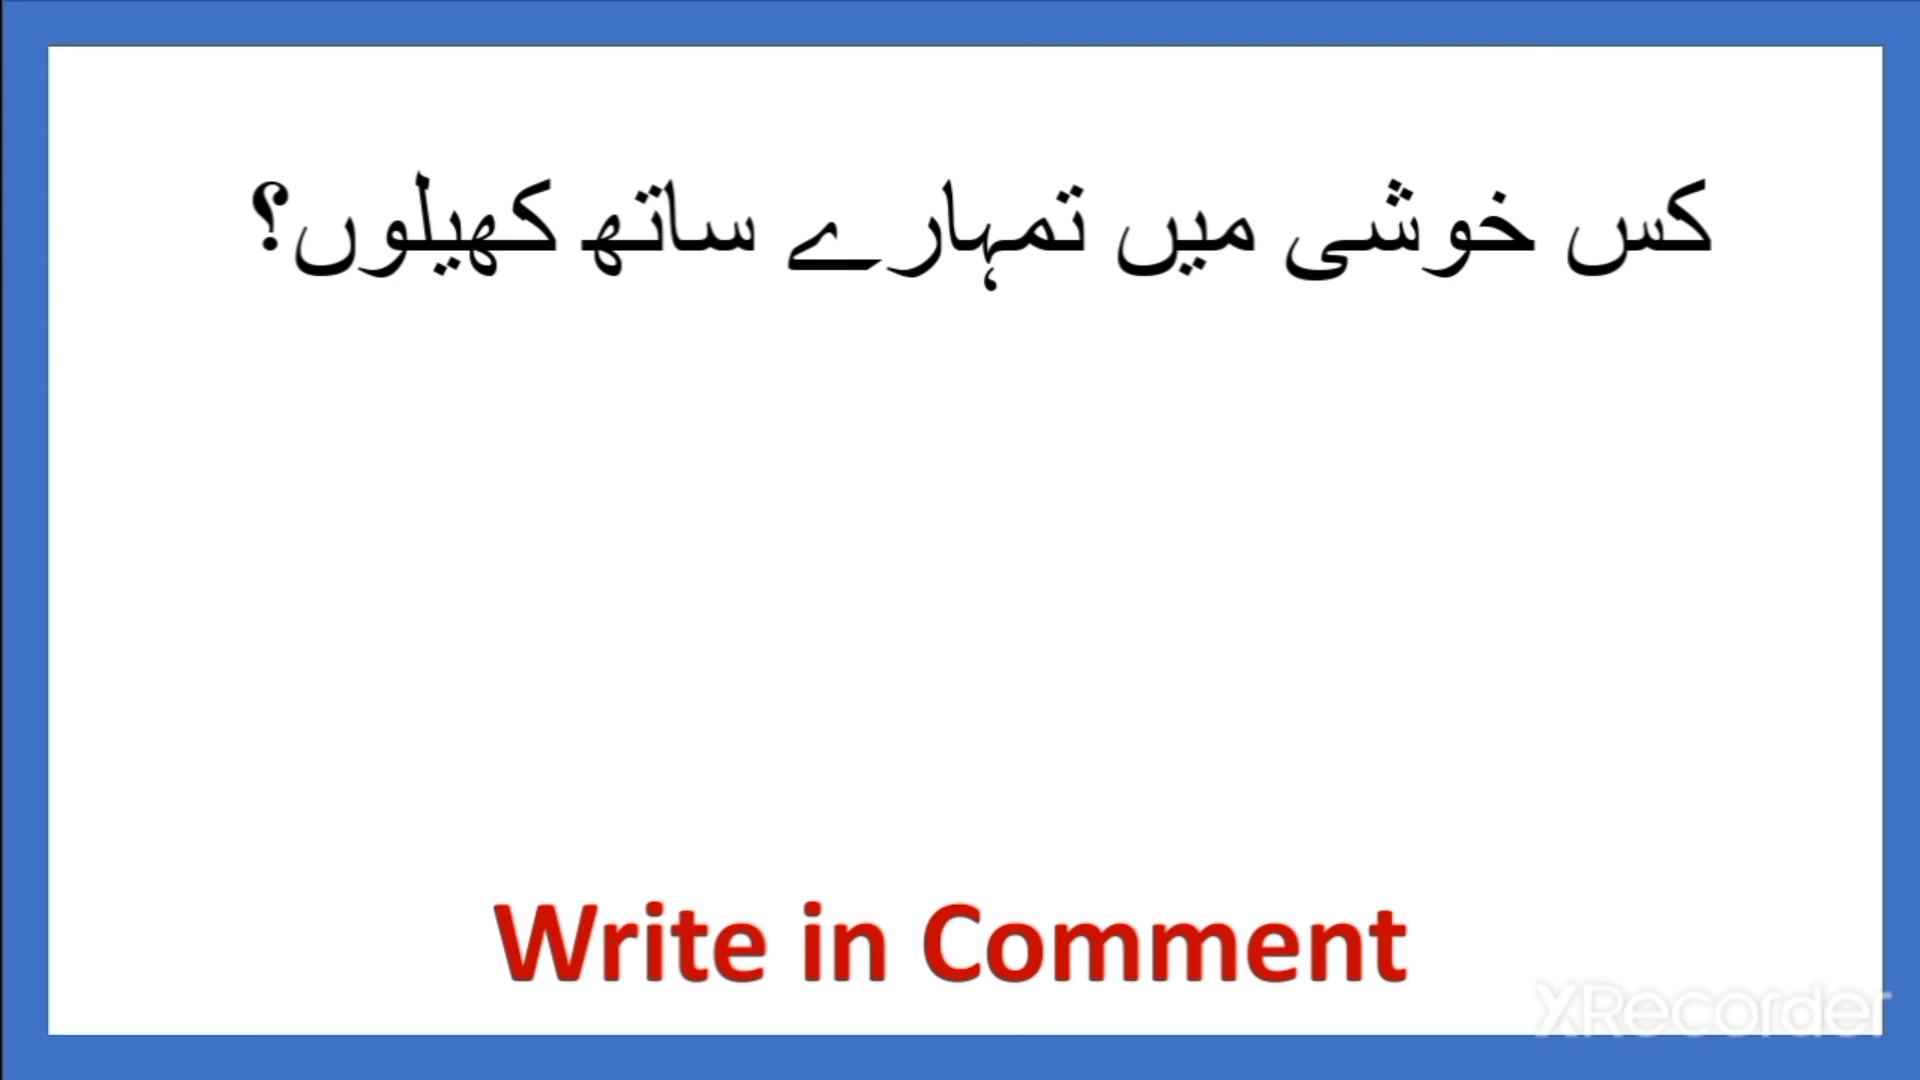 کس خوشی میں تمہارے ساتھ کھیلوں؟
Write in Comment
XRecorder